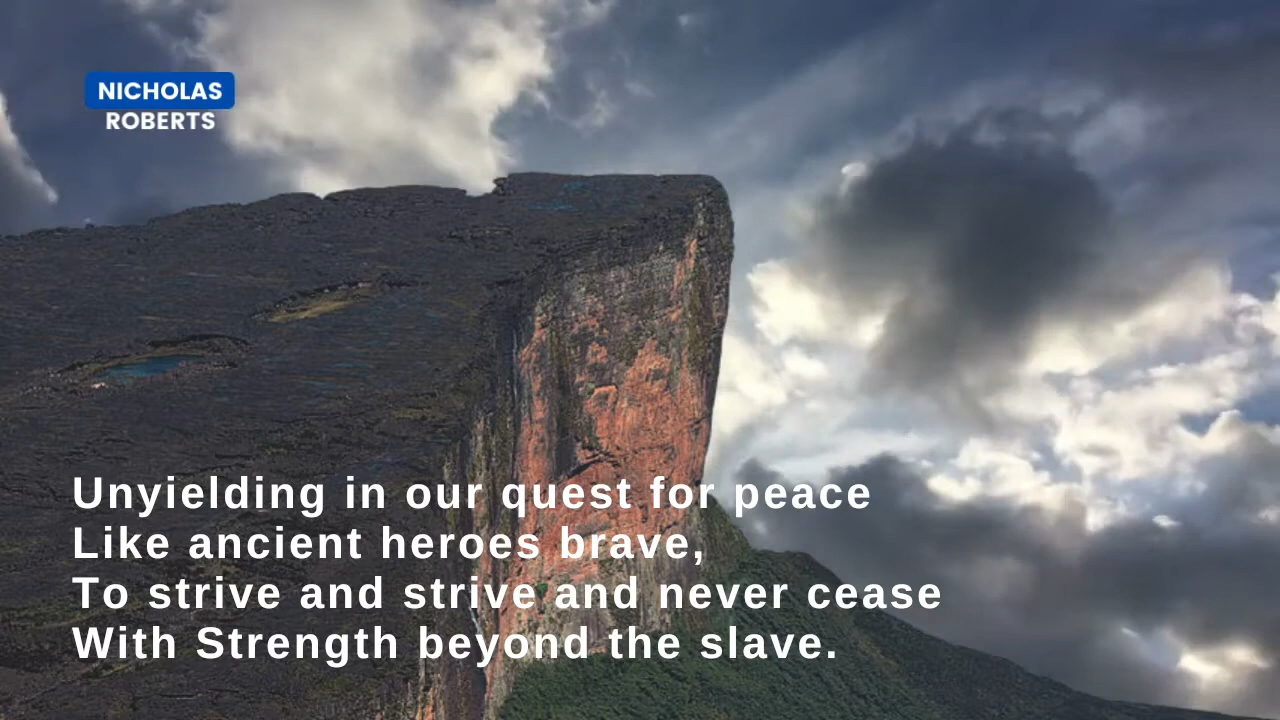 NICHOLAS
ROBERTS
Unyielding in our quest for peace
Like ancient heroes brave,
To strive and strive and never cease
With Strength beyond the slave.